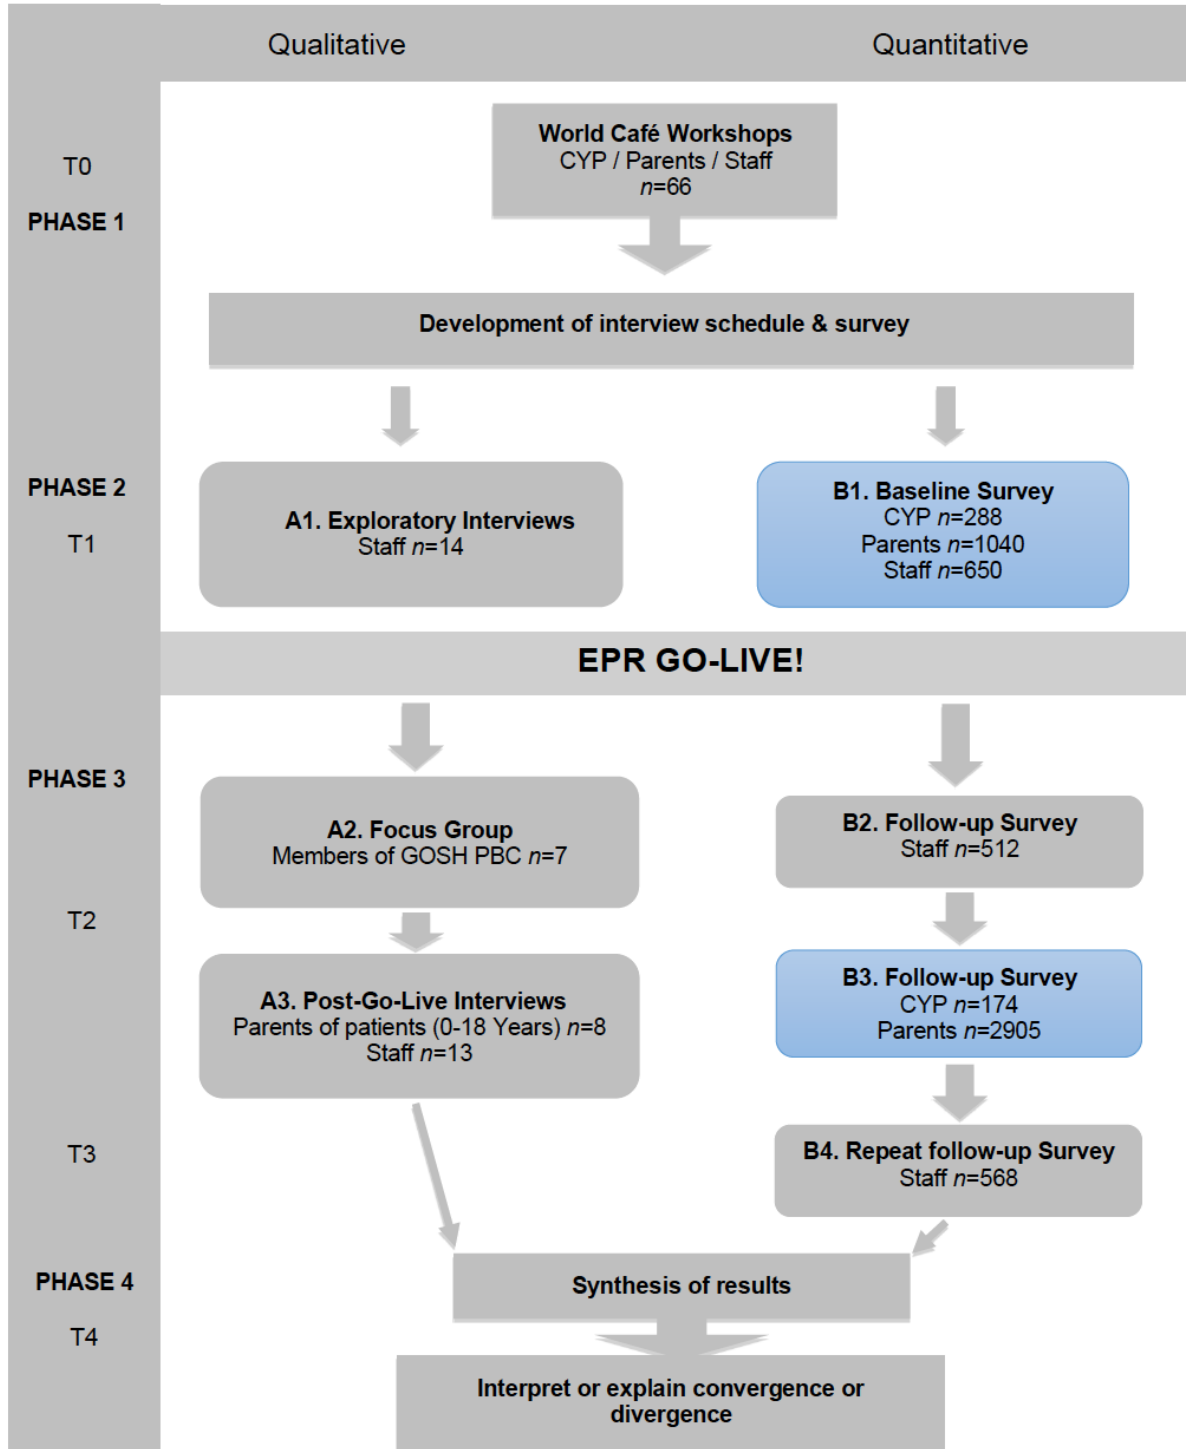 Qualitative
Quantitative
World Café Workshops
CYP / Parents / Staff
n=66
T0
PHASE 1
Development of interview schedule & survey
PHASE 2
T1
A1. Exploratory Interviews
Staff n=14
B1. Baseline Survey
CYP n=288
Parents n=1040
Staff n=650
EPR GO-LIVE!
PHASE 3
A2. Focus Group
Members of GOSH PBC n=7
B2. Follow-up Survey
Staff n=512
T2
A3. Post-Go-Live Interviews
Parents of patients (0-18 Years) n=8
Staff n=13
B3. Follow-up Survey
CYP n=174
Parents n=2905
T3
B4. Repeat follow-up Survey
Staff n=568
PHASE 4
T4
Synthesis of results
Interpret or explain convergence or
divergence